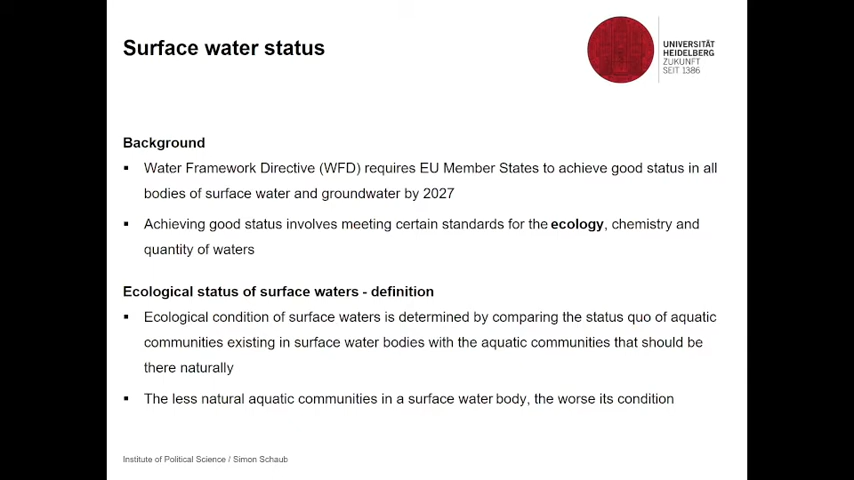 Surface water status
UNIVERSITÄT
HEIDELBERG
ZUKUNFT
SEIT 1386
Background
▪ Water Framework Directive (WFD) requires EU Member States to achieve good status in all
bodies of surface water and groundwater by 2027
▪ Achieving good status involves meeting certain standards for the ecology, chemistry and
quantity of waters
Ecological status of surface waters - definition
▪ Ecological condition of surface waters is determined by comparing the status quo of aquatic
communities existing in surface water bodies with the aquatic communities that should be
there naturally
▪ The less natural aquatic communities in a surface water body, the worse its condition
Institute of Political Science / Simon Schaub